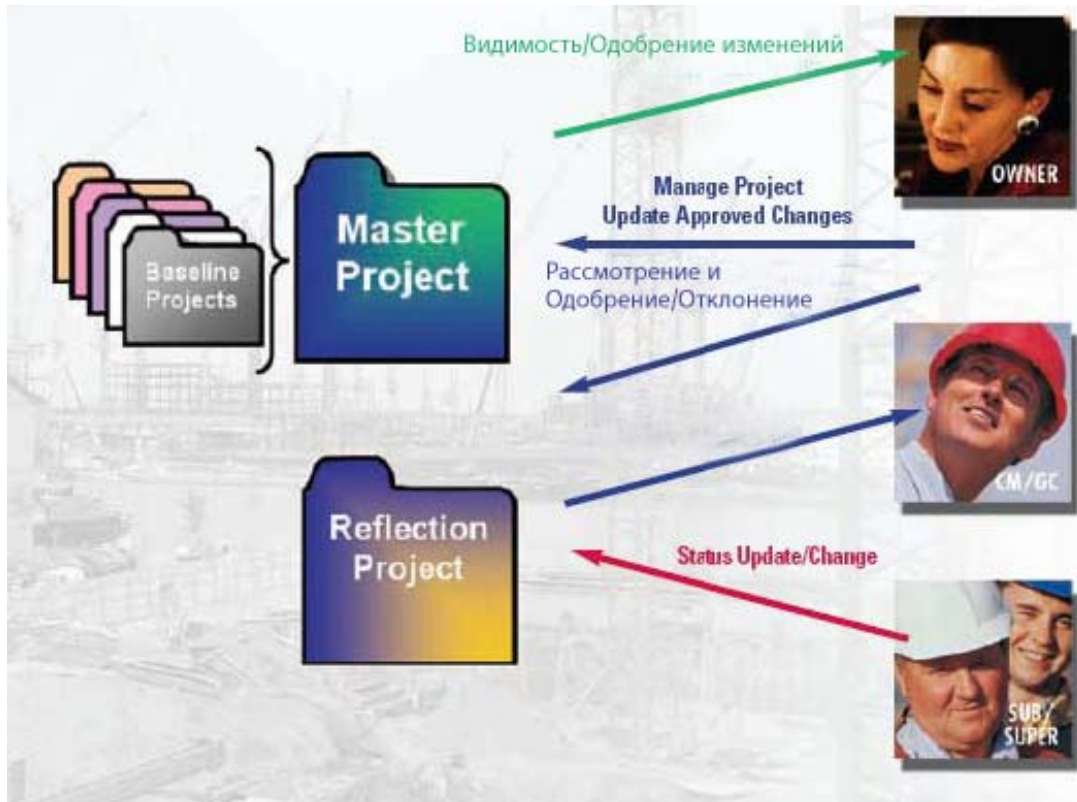 Видимость/Одобрение изменений
OWNER
Manage Project
Update Approved Changes
Master
Project
Baseline
Projects
Рассмотрение и
Одобрение/Отклонение
CM/GC
Reflection
Project
Status Update/Change
SUB/
SUPER